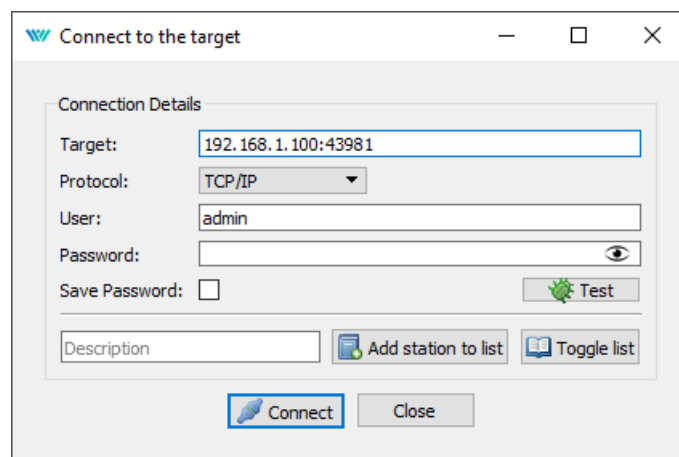 Connect to the target
Connection Details
Target: 192.168.1.100:43981
Protocol: TCP/IP
User: admin
Password:
Save Password: Test
Description Add station to list Toggle list
Connect Close